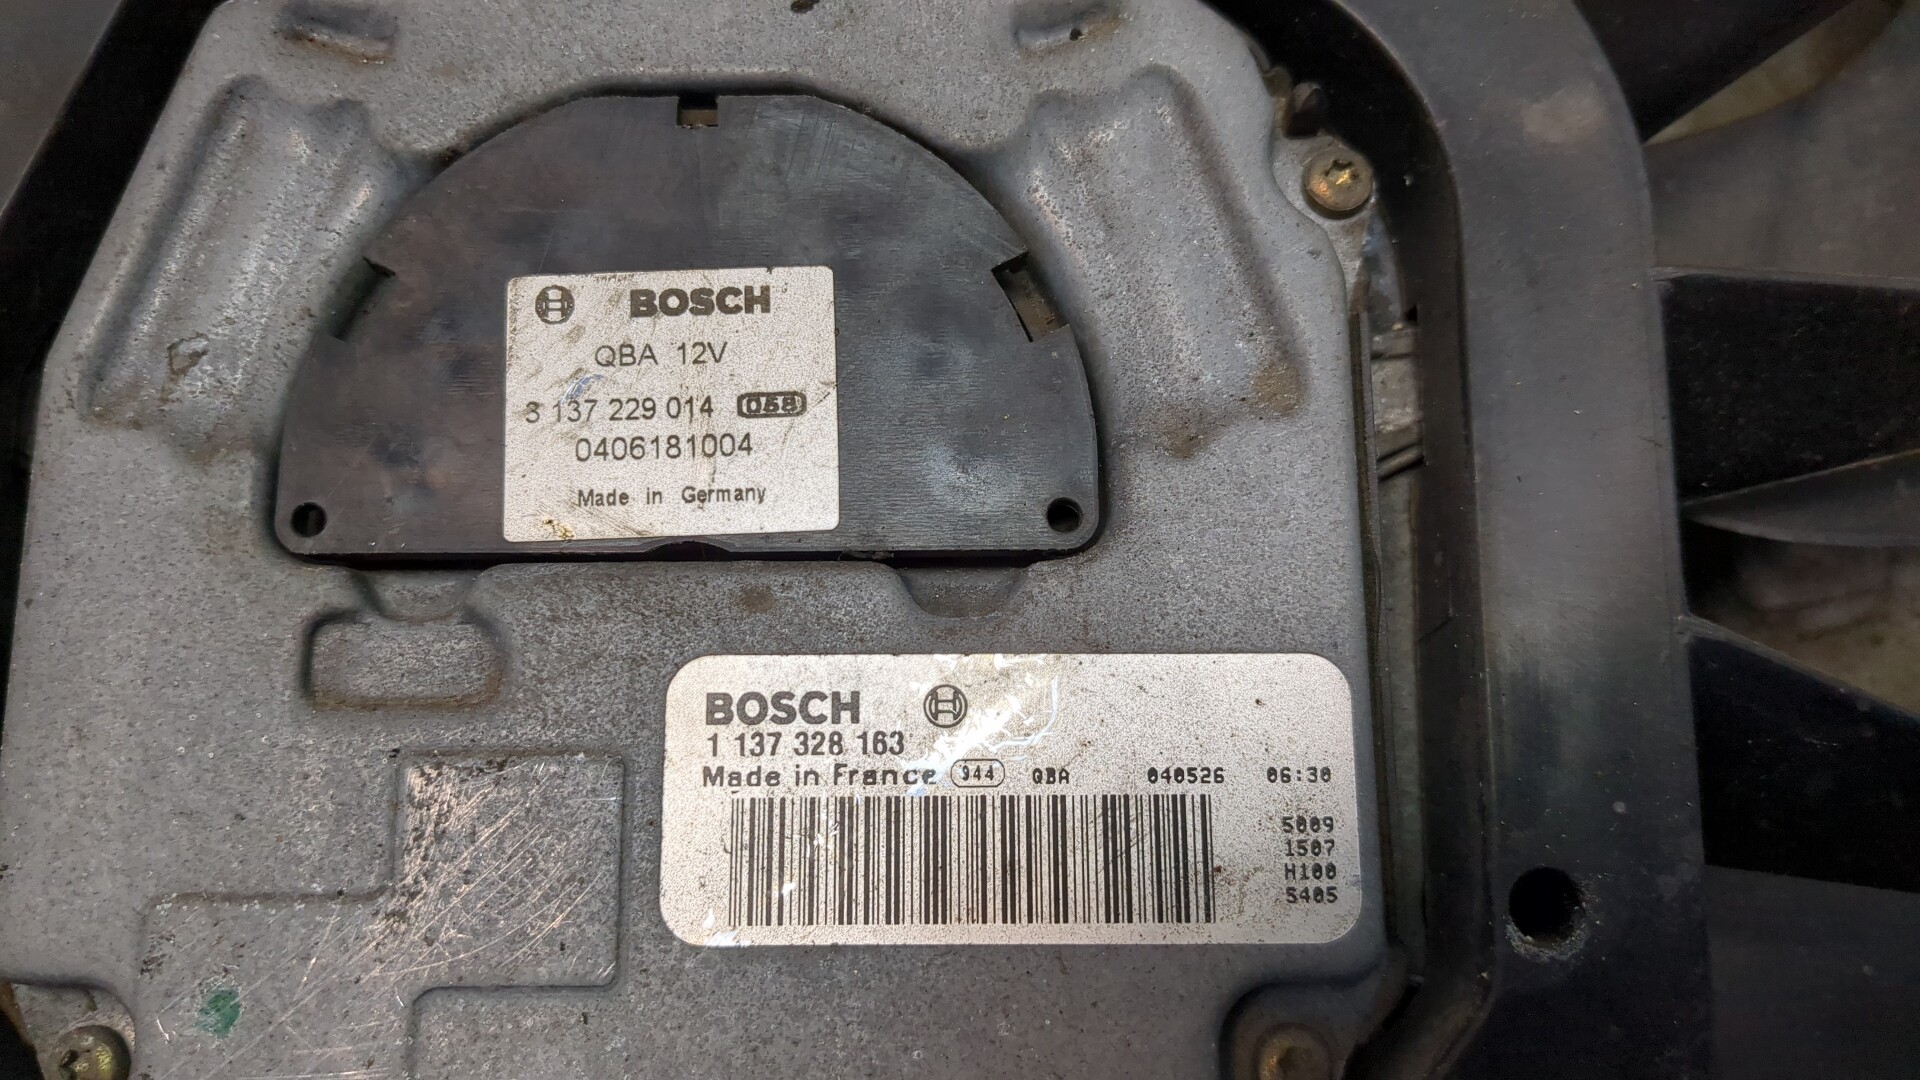 BOSCH
QBA 12V
3 137 229 014 058
0406181004
Made in Germany
BOSCH
1 137 328 163
Made in France 944 QBA 040526 06:30
5009
1507
H100
5405